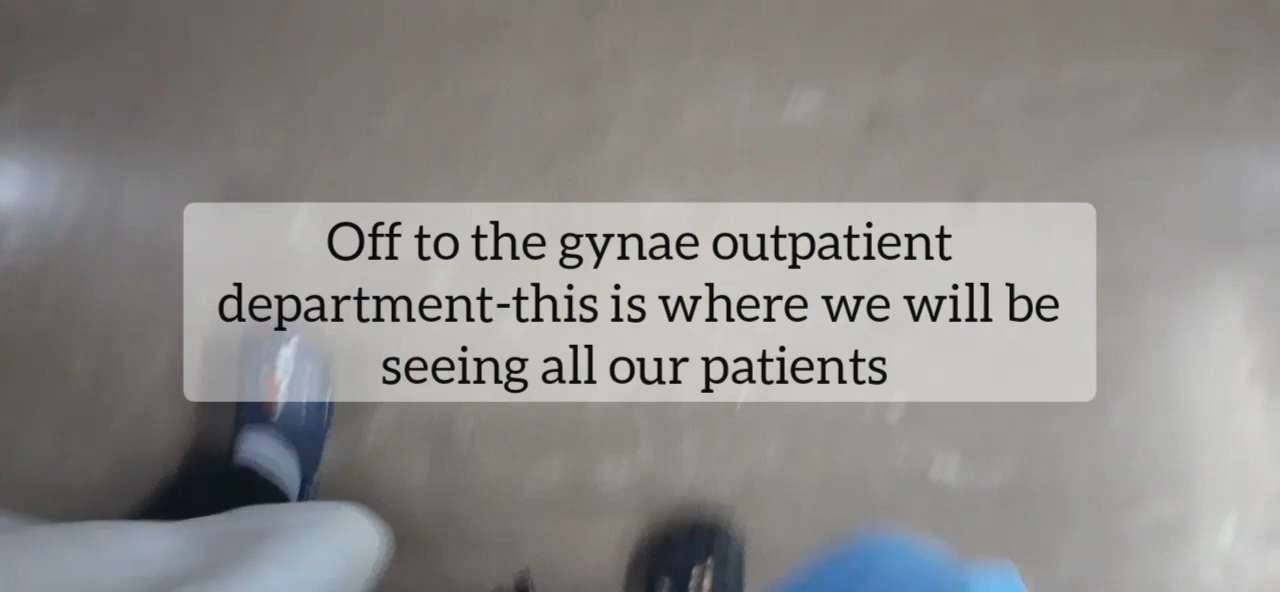 Off to the gynae outpatient
department-this is where we will be
seeing all our patients